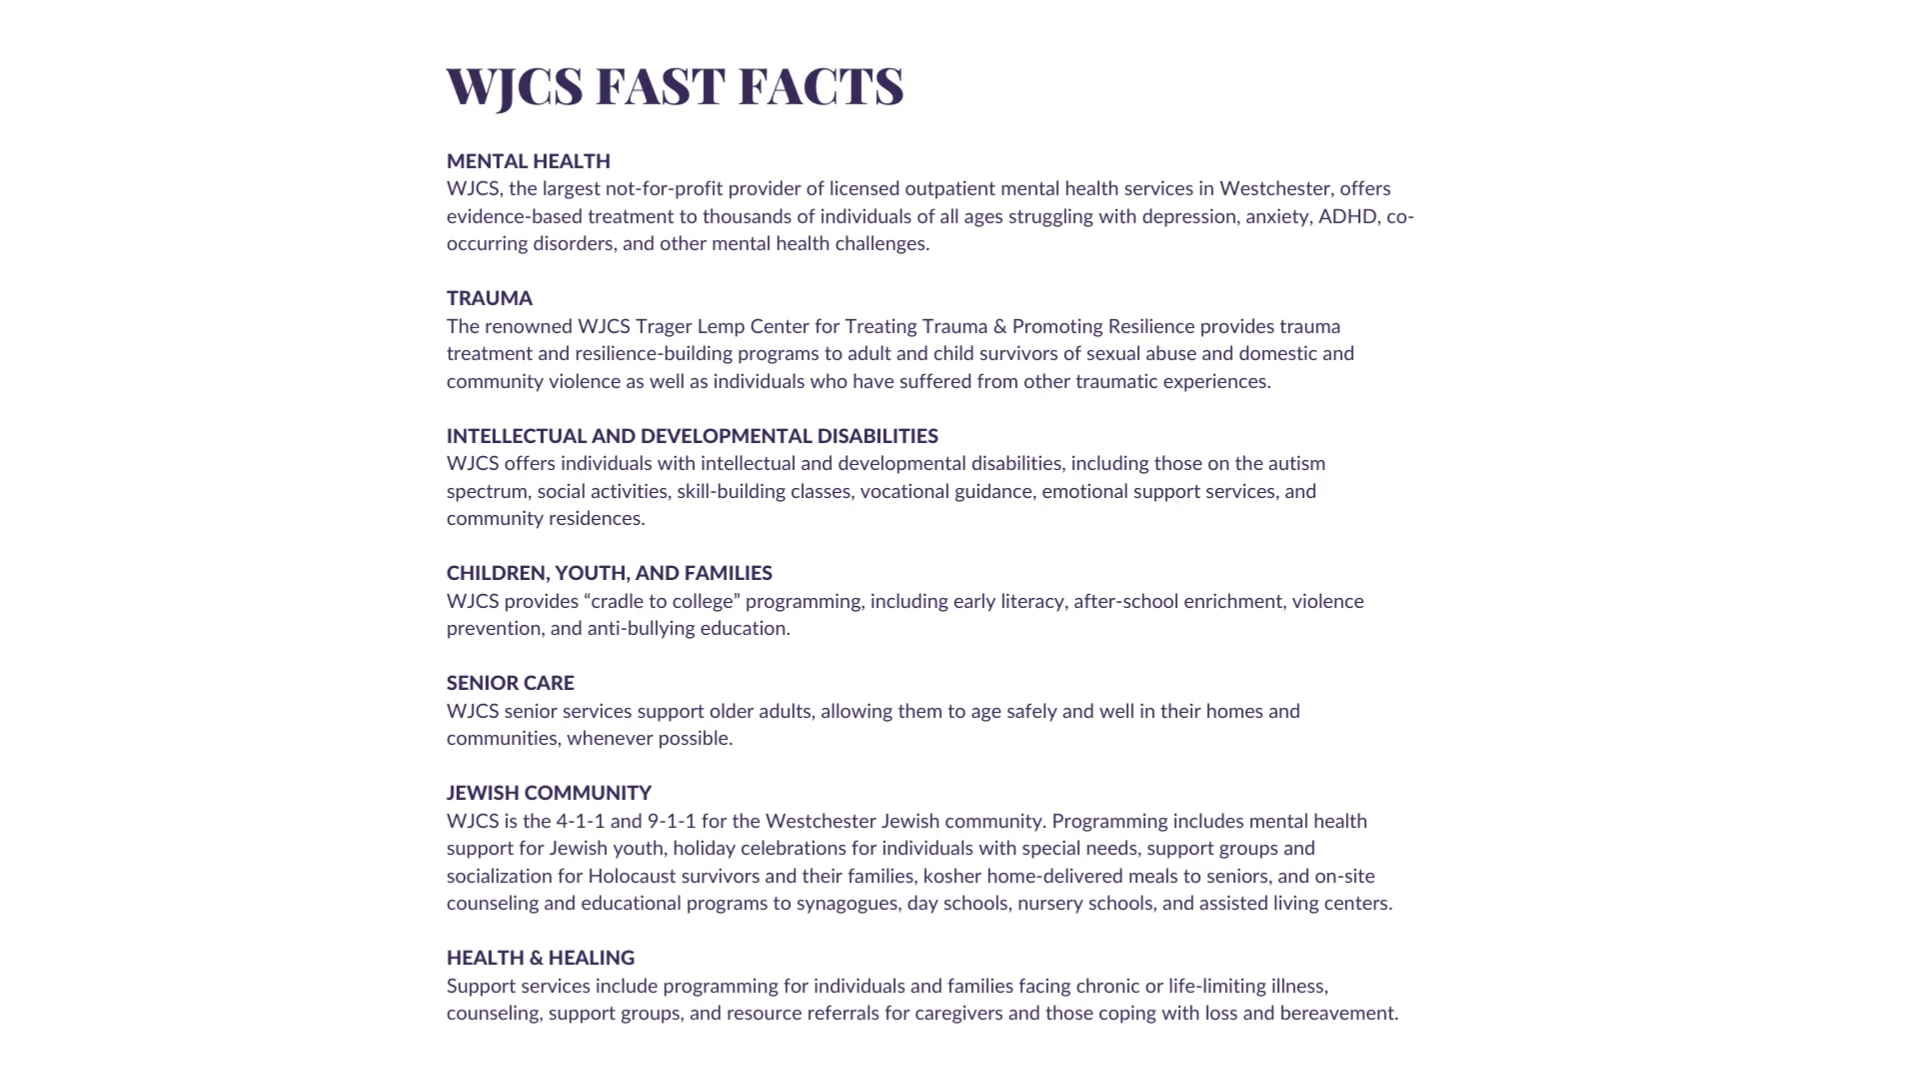 WJCS FAST FACTS
MENTAL HEALTH
WJCS, the largest not-for-profit provider of licensed outpatient mental health services in Westchester, offers
evidence-based treatment to thousands of individuals of all ages struggling with depression, anxiety, ADHD, co-
occurring disorders, and other mental health challenges.
TRAUMA
The renowned WJCS Trager Lemp Center for Treating Trauma & Promoting Resilience provides trauma
treatment and resilience-building programs to adult and child survivors of sexual abuse and domestic and
community violence as well as individuals who have suffered from other traumatic experiences.
INTELLECTUAL AND DEVELOPMENTAL DISABILITIES
WJCS offers individuals with intellectual and developmental disabilities, including those on the autism
spectrum, social activities, skill-building classes, vocational guidance, emotional support services, and
community residences.
CHILDREN, YOUTH, AND FAMILIES
WJCS provides “cradle to college” programming, including early literacy, after-school enrichment, violence
prevention, and anti-bullying education.
SENIOR CARE
WJCS senior services support older adults, allowing them to age safely and well in their homes and
communities, whenever possible.
JEWISH COMMUNITY
WJCS is the 4-1-1 and 9-1-1 for the Westchester Jewish community. Programming includes mental health
support for Jewish youth, holiday celebrations for individuals with special needs, support groups and
socialization for Holocaust survivors and their families, kosher home-delivered meals to seniors, and on-site
counseling and educational programs to synagogues, day schools, nursery schools, and assisted living centers.
HEALTH & HEALING
Support services include programming for individuals and families facing chronic or life-limiting illness,
counseling, support groups, and resource referrals for caregivers and those coping with loss and bereavement.